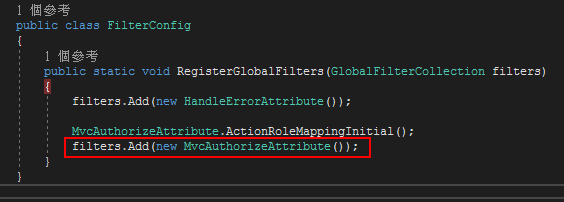 1 個參考
public class FilterConfig
{
1 個參考
public static void RegisterGlobalFilters(GlobalFilterCollection filters)
{
filters.Add(new HandleErrorAttribute());
MvcAuthorizeAttribute.ActionRoleMappingInitial();
filters.Add(new MvcAuthorizeAttribute());
}
}